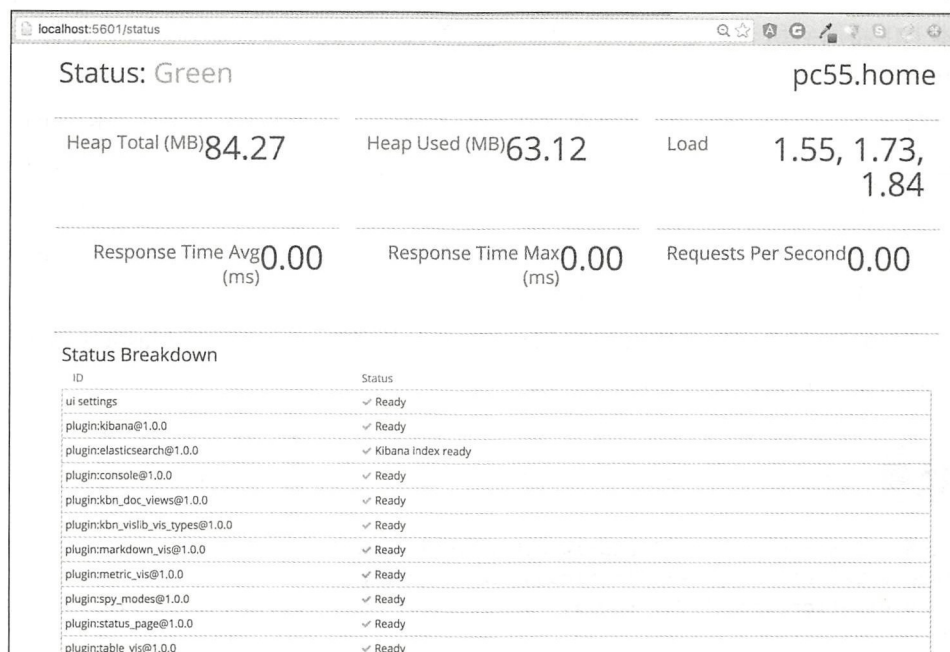 localhost:5601/status
Status: Green
pc55.home
Heap Total (MB) 84.27
Heap Used (MB) 63.12
Load 1.55, 1.73,
1.84
Response Time Avg 0.00
(ms)
Response Time Max 0.00
(ms)
Requests Per Second 0.00
Status Breakdown
ID Status
ui settings ✓ Ready
plugin:kibana@1.0.0 ✓ Ready
plugin:elasticsearch@1.0.0 ✓ Kibana index ready
plugin:console@1.0.0 ✓ Ready
plugin:kbn_doc_views@1.0.0 ✓ Ready
plugin:kbn_vislib_vis_types@1.0.0 ✓ Ready
plugin:markdown_vis@1.0.0 ✓ Ready
plugin:metric_vis@1.0.0 ✓ Ready
plugin:spy_modes@1.0.0 ✓ Ready
plugin:status_page@1.0.0 ✓ Ready
plugin:table_vis@1.0.0 ✓ Ready